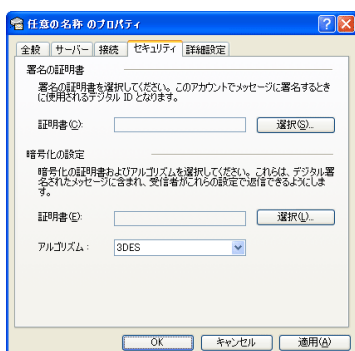 任意の名称 のプロパティ
全般 サーバー 接続 セキュリティ 詳細設定
署名の証明書
署名の証明書を選択してください。このアカウントでメッセージに署名するとき
に使用されるデジタル ID となります。
証明書(C):
選択(S)...
暗号化の設定
暗号化の証明書およびアルゴリズムを選択してください。これらは、デジタル署
名されたメッセージに含まれ、受信者がこれらの設定で返信できるようにしま
す。
証明書(E):
選択(L)...
アルゴリズム :
3DES
OK キャンセル 適用(A)